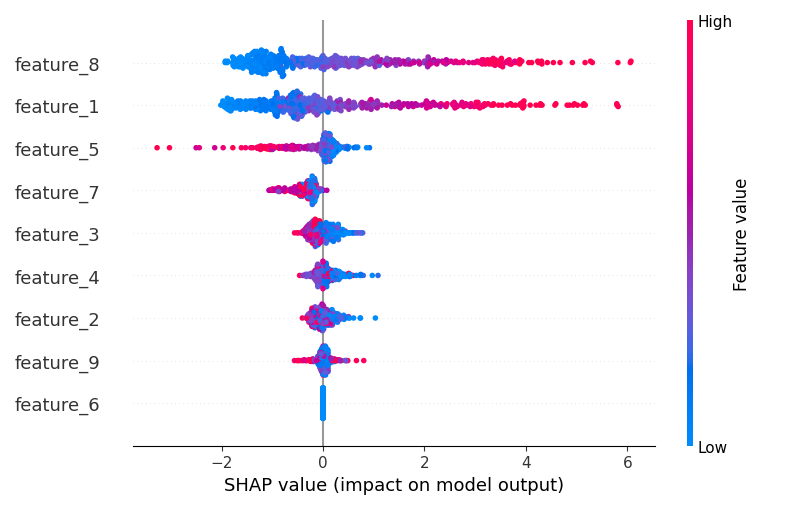 High
feature_8
feature_1
feature_5
feature_7
feature_3
feature_4
feature_2
feature_9
feature_6
Feature value
Low
−2 0 2 4 6
SHAP value (impact on model output)